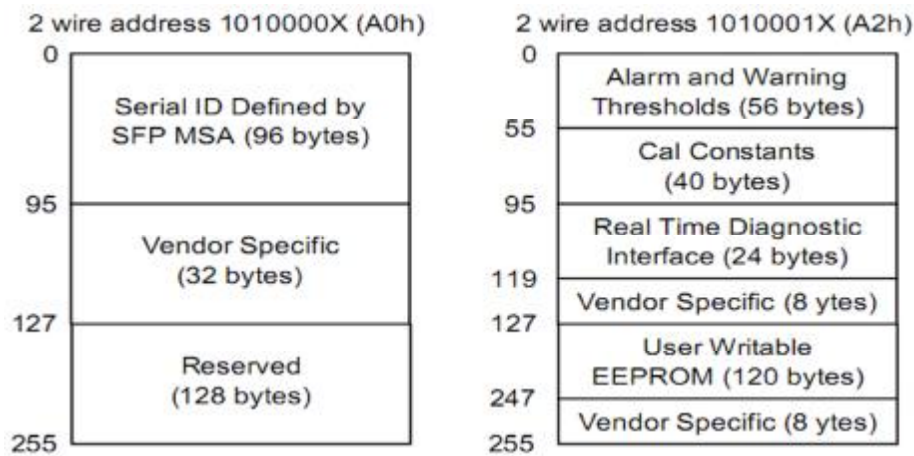 2 wire address 1010000X (A0h)
0
Serial ID Defined by
SFP MSA (96 bytes)
95
Vendor Specific
(32 bytes)
127
Reserved
(128 bytes)
255
2 wire address 1010001X (A2h)
0
Alarm and Warning
Thresholds (56 bytes)
55
Cal Constants
(40 bytes)
95
Real Time Diagnostic
Interface (24 bytes)
119
Vendor Specific (8 ytes)
127
User Writable
EEPROM (120 bytes)
247
Vendor Specific (8 ytes)
255